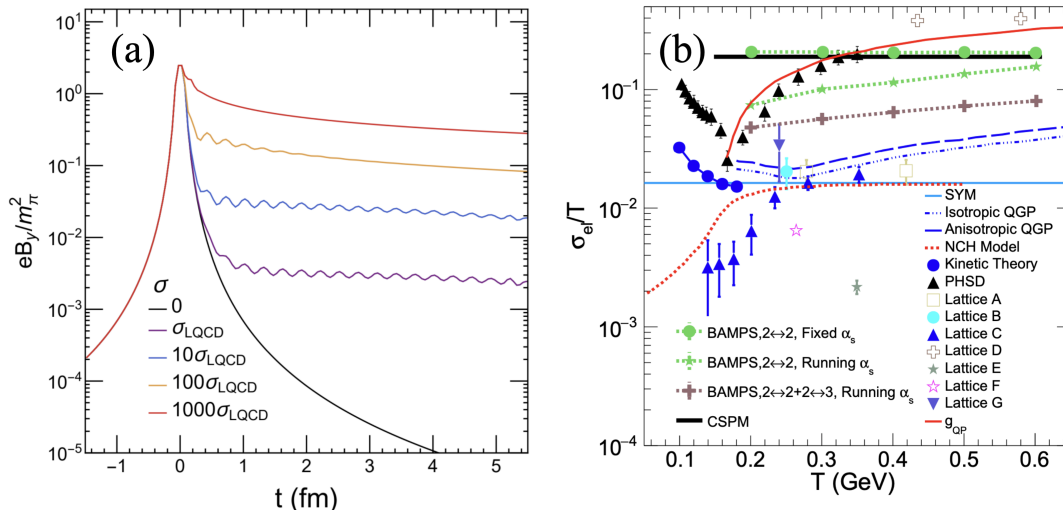 (a)
eB_y/m_π^2
10^1
10^0
10^−1
10^−2
10^−3
10^−4
10^−5
σ
0
σ_LQCD
10σ_LQCD
100σ_LQCD
1000σ_LQCD
−1 0 1 2 3 4 5
t (fm)
(b)
σ_el/T
10^−1
10^−2
10^−3
10^−4
BAMPS,2↔2, Fixed α_s
BAMPS,2↔2, Running α_s
BAMPS,2↔2+2↔3, Running α_s
CSPM
SYM
Isotropic QGP
Anisotropic QGP
NCH Model
Kinetic Theory
PHSD
Lattice A
Lattice B
Lattice C
Lattice D
Lattice E
Lattice F
Lattice G
g_QP
0.1 0.2 0.3 0.4 0.5 0.6
T (GeV)